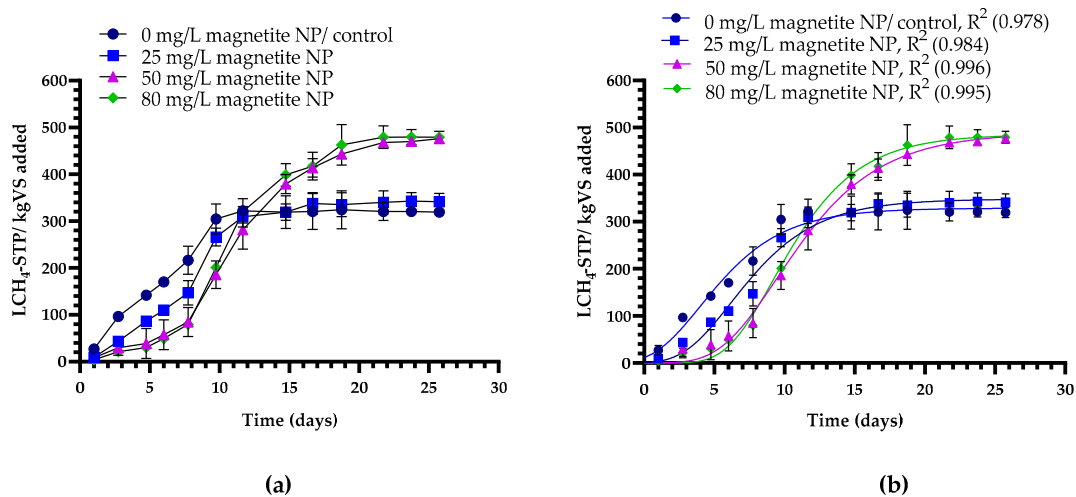 0 mg/L magnetite NP/ control
25 mg/L magnetite NP
50 mg/L magnetite NP
80 mg/L magnetite NP
600
500
400
300
200
100
0
LCH₄-STP/ kgVS added
0 5 10 15 20 25 30
Time (days)
(a)
0 mg/L magnetite NP/ control, R² (0.978)
25 mg/L magnetite NP, R² (0.984)
50 mg/L magnetite NP, R² (0.996)
80 mg/L magnetite NP, R² (0.995)
600
500
400
300
200
100
0
LCH₄-STP/ kgVS added
0 5 10 15 20 25 30
Time (days)
(b)